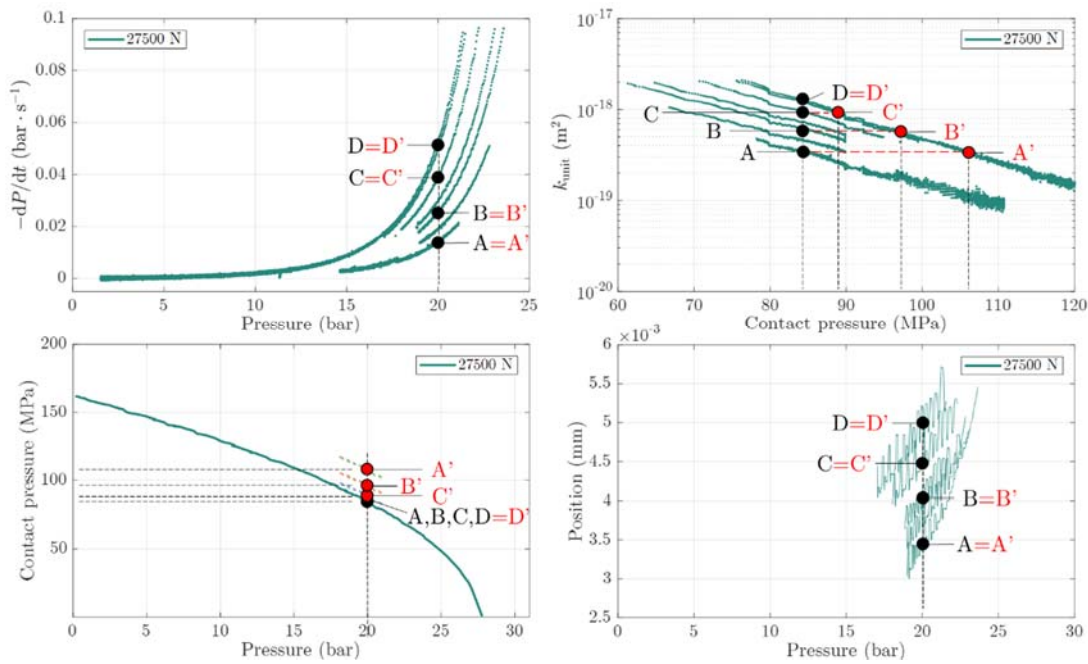 27500 N
0.1
0.08
0.06
0.04
0.02
0
0 5 10 15 20 25
−dP/dt (bar · s⁻¹)
Pressure (bar)
D=D'
C=C'
B=B'
A=A'
27500 N
10⁻¹⁷
10⁻¹⁸
10⁻¹⁹
10⁻²⁰
60 70 80 90 100 110 120
k_unit (m²)
Contact pressure (MPa)
D=D'
C
C'
B
B'
A
A'
27500 N
200
150
100
50
0 5 10 15 20 25 30
Contact pressure (MPa)
Pressure (bar)
A'
B'
C'
A,B,C,D=D'
×10⁻³
27500 N
6
5.5
5
4.5
4
3.5
3
2.5
0 5 10 15 20 25 30
Position (mm)
Pressure (bar)
D=D'
C=C'
B=B'
A=A'